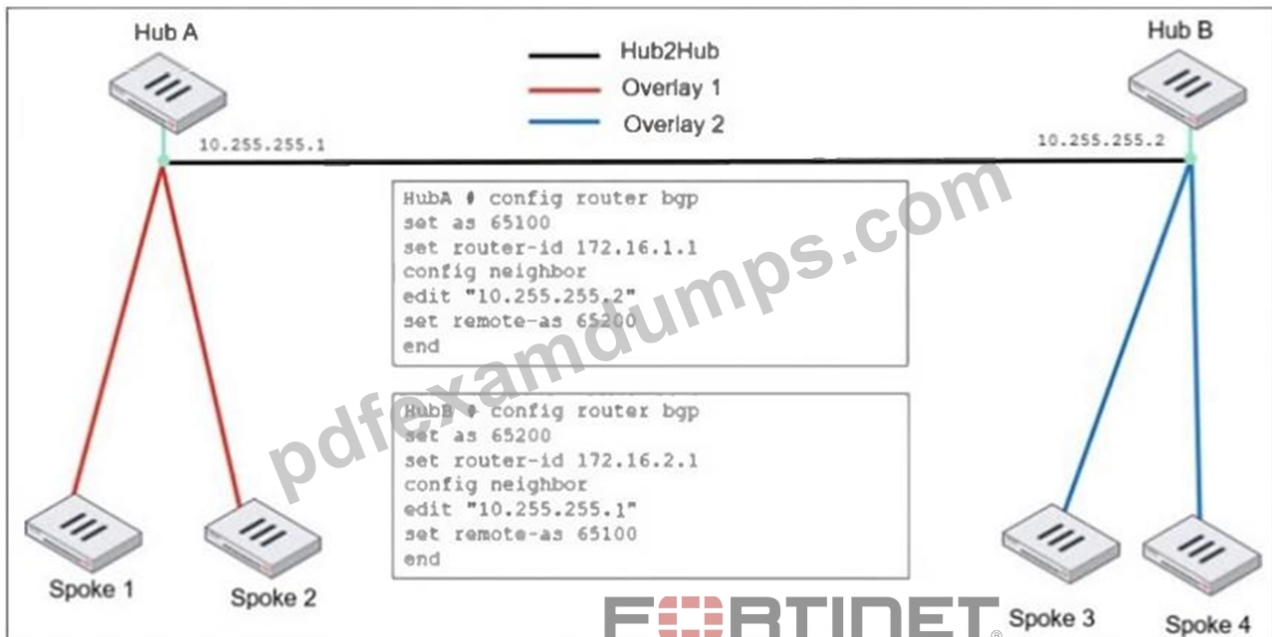 Hub A
Hub B
Hub2Hub
Overlay 1
Overlay 2
10.255.255.1
10.255.255.2
HubA # config router bgp
set as 65100
set router-id 172.16.1.1
config neighbor
edit "10.255.255.2"
set remote-as 65200
end
HubB # config router bgp
set as 65200
set router-id 172.16.2.1
config neighbor
edit "10.255.255.1"
set remote-as 65100
end
pdfexamdumps.com
Spoke 1
Spoke 2
FORTINET®
Spoke 3
Spoke 4